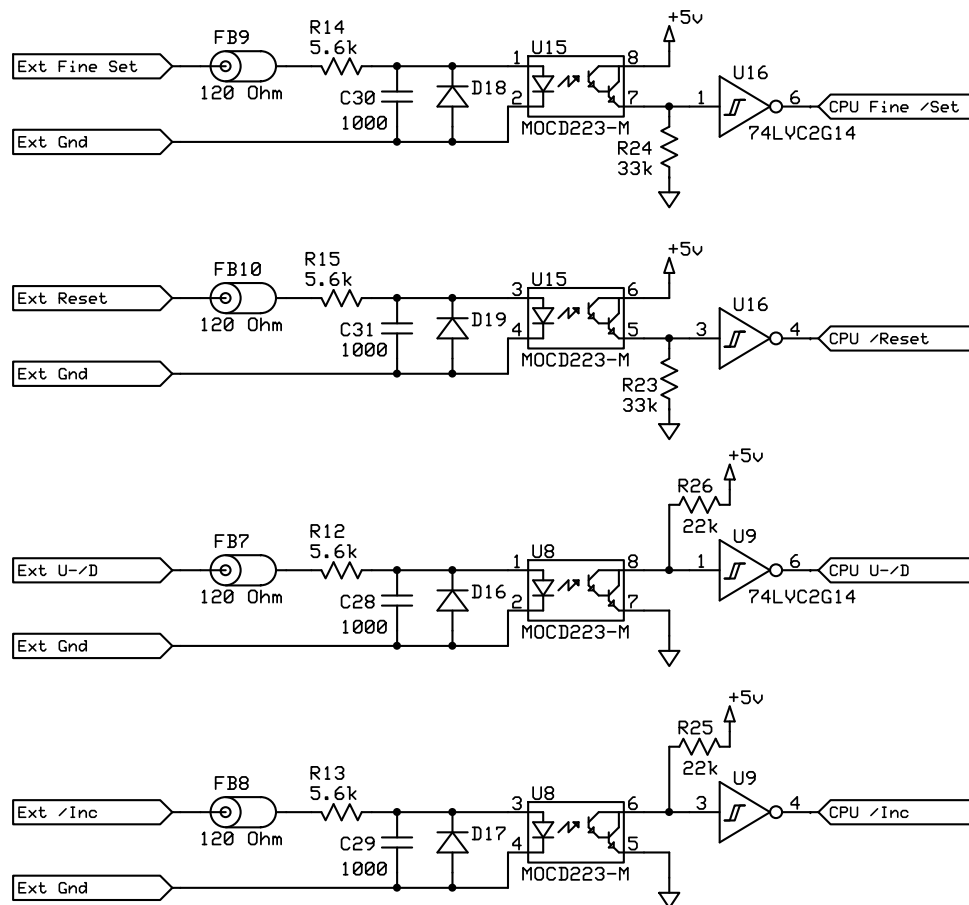 +5v
FB9
R14
5.6k
U15
U16
Ext Fine Set
1
8
D18
C30
1000
2
7
1
6
CPU Fine /Set
120 Ohm
MOCD223-M
74LVC2G14
Ext Gnd
R24
33k
+5v
FB10
R15
5.6k
U15
U16
Ext Reset
3
6
D19
C31
1000
4
5
3
4
CPU /Reset
120 Ohm
MOCD223-M
Ext Gnd
R23
33k
+5v
R26
22k
FB7
R12
5.6k
U8
U9
Ext U-/D
1
8
1
6
CPU U-/D
120 Ohm
D16
C28
1000
2
7
74LVC2G14
MOCD223-M
Ext Gnd
+5v
R25
22k
FB8
R13
5.6k
U8
U9
Ext /Inc
3
6
3
4
CPU /Inc
120 Ohm
D17
C29
1000
4
5
MOCD223-M
Ext Gnd